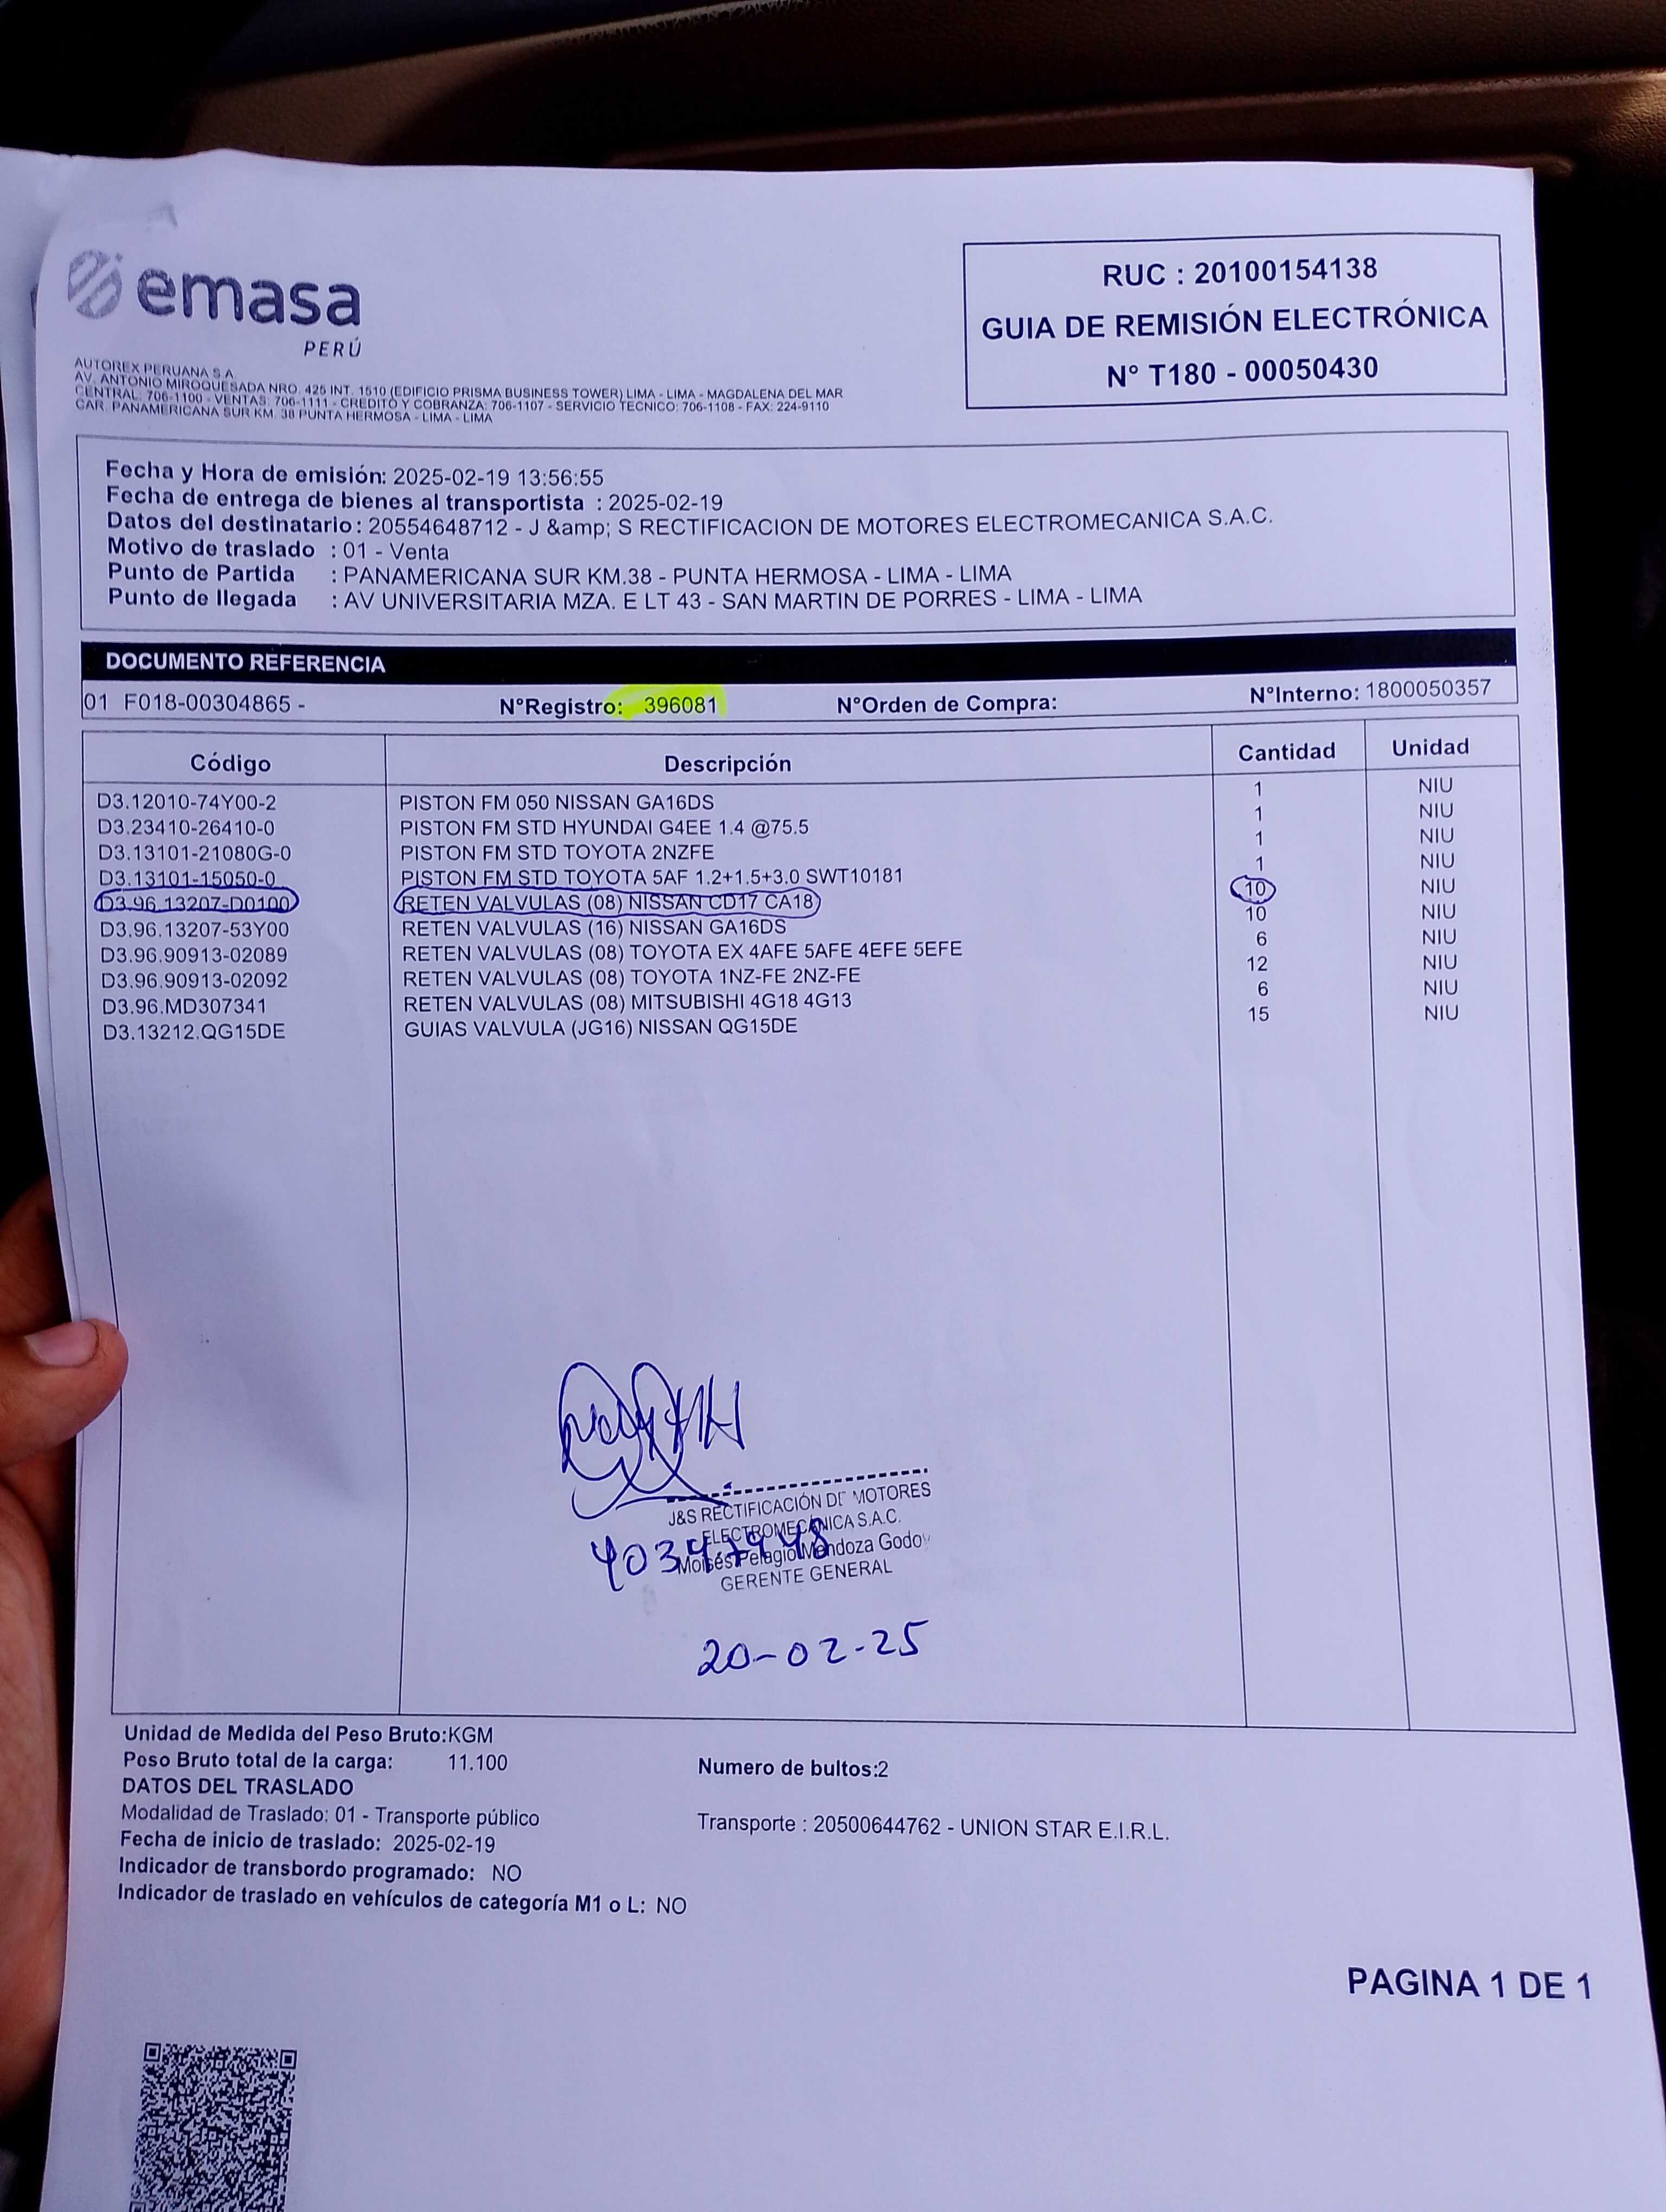 emasa
PERÚ
AUTOREX PERUANA S.A.
AV. ANTONIO MIROQUESADA NRO. 425 INT. 1510 (EDIFICIO PRISMA BUSINESS TOWER) LIMA - LIMA - MAGDALENA DEL MAR
CENTRAL: 706-1100 - VENTAS: 706-1111 - CREDITO Y COBRANZA: 706-1107 - SERVICIO TECNICO: 706-1108 - FAX: 224-9110
CAR. PANAMERICANA SUR KM. 38 PUNTA HERMOSA - LIMA - LIMA
RUC : 20100154138
GUIA DE REMISIÓN ELECTRÓNICA
N° T180 - 00050430
Fecha y Hora de emisión: 2025-02-19 13:56:55
Fecha de entrega de bienes al transportista : 2025-02-19
Datos del destinatario : 20554648712 - J &amp; S RECTIFICACION DE MOTORES ELECTROMECANICA S.A.C.
Motivo de traslado : 01 - Venta
Punto de Partida : PANAMERICANA SUR KM.38 - PUNTA HERMOSA - LIMA - LIMA
Punto de llegada : AV UNIVERSITARIA MZA. E LT 43 - SAN MARTIN DE PORRES - LIMA - LIMA
DOCUMENTO REFERENCIA
01 F018-00304865 - N°Registro: 396081 N°Orden de Compra: N°Interno: 1800050357
Código Descripción Cantidad Unidad
D3.12010-74Y00-2 PISTON FM 050 NISSAN GA16DS 1 NIU
D3.23410-26410-0 PISTON FM STD HYUNDAI G4EE 1.4 @75.5 1 NIU
D3.13101-21080G-0 PISTON FM STD TOYOTA 2NZFE 1 NIU
D3.13101-15050-0 PISTON FM STD TOYOTA 5AF 1.2+1.5+3.0 SWT10181 1 NIU
D3.96.13207-D0100 RETEN VALVULAS (08) NISSAN CD17 CA18 10 NIU
D3.96.13207-53Y00 RETEN VALVULAS (16) NISSAN GA16DS 10 NIU
D3.96.90913-02089 RETEN VALVULAS (08) TOYOTA EX 4AFE 5AFE 4EFE 5EFE 6 NIU
D3.96.90913-02092 RETEN VALVULAS (08) TOYOTA 1NZ-FE 2NZ-FE 12 NIU
D3.96.MD307341 RETEN VALVULAS (08) MITSUBISHI 4G18 4G13 6 NIU
D3.13212.QG15DE GUIAS VALVULA (JG16) NISSAN QG15DE 15 NIU
J&S RECTIFICACIÓN DE MOTORES
ELECTROMECÁNICA S.A.C.
Moisés Pelagio Mendoza Godoy
GERENTE GENERAL
20-02-25
Unidad de Medida del Peso Bruto:KGM
Peso Bruto total de la carga: 11.100 Numero de bultos:2
DATOS DEL TRASLADO
Modalidad de Traslado: 01 - Transporte público Transporte : 20500644762 - UNION STAR E.I.R.L.
Fecha de inicio de traslado: 2025-02-19
Indicador de transbordo programado: NO
Indicador de traslado en vehículos de categoría M1 o L: NO
PAGINA 1 DE 1